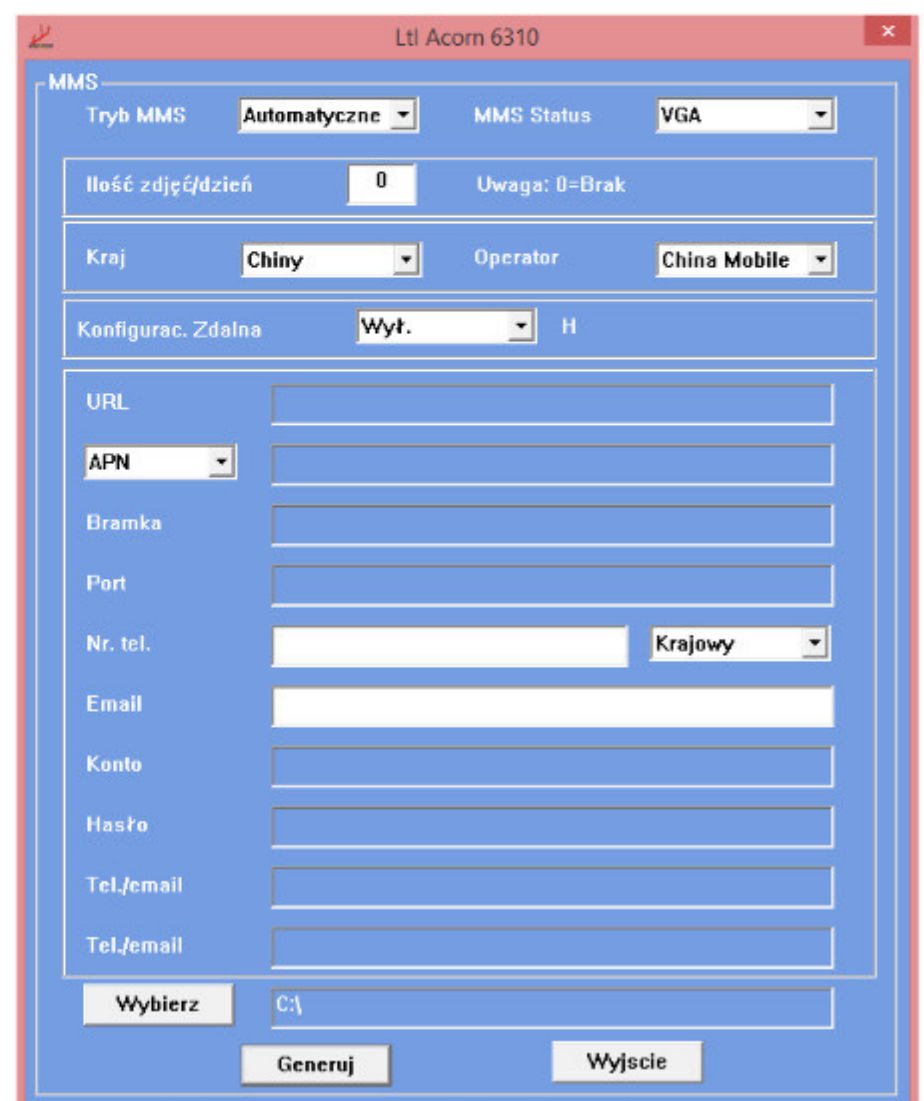 Ltl Acorn 6310
MMS
Tryb MMS Automatyczne MMS Status VGA
Ilość zdjęć/dzień 0 Uwaga: 0=Brak
Kraj Chiny Operator China Mobile
Konfigurac. Zdalna Wył. H
URL
APN
Bramka
Port
Nr. tel. Krajowy
Email
Konto
Hasło
Tel./email
Tel./email
Wybierz C:\
Generuj Wyjscie